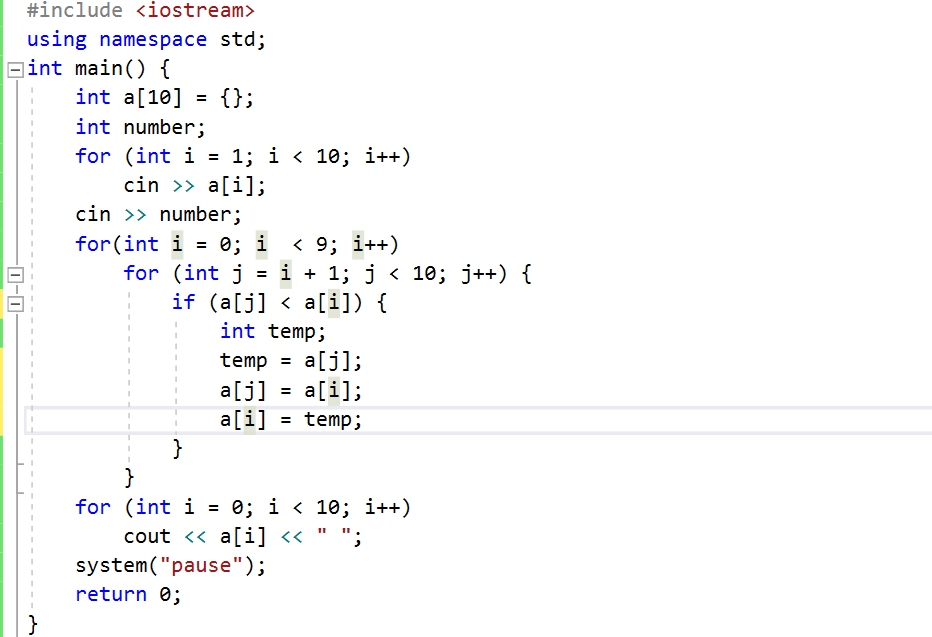 #include <iostream>
using namespace std;
int main() {
    int a[10] = {};
    int number;
    for (int i = 1; i < 10; i++)
        cin >> a[i];
    cin >> number;
    for(int i = 0; i  < 9; i++)
        for (int j = i + 1; j < 10; j++) {
            if (a[j] < a[i]) {
                int temp;
                temp = a[j];
                a[j] = a[i];
                a[i] = temp;
            }
        }
    for (int i = 0; i < 10; i++)
        cout << a[i] << " ";
    system("pause");
    return 0;
}